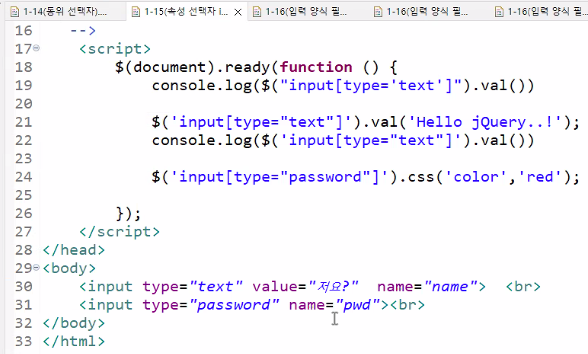 1-14(동위 선택자)....
1-15(속성 선택자 i...
1-16(입력 양식 필...
1-16(입력 양식 필...
1-16(입력 양식 필...
16 -->
17 <script>
18 $(document).ready(function () {
19 console.log($("input[type='text']").val())
20
21 $('input[type="text"]').val('Hello jQuery..!');
22 console.log($('input[type="text"]').val())
23
24 $('input[type="password"]').css('color','red');
25
26 });
27 </script>
28 </head>
29 <body>
30 <input type="text" value="저요?" name="name"> <br>
31 <input type="password" name="pwd"><br>
32 </body>
33 </html>